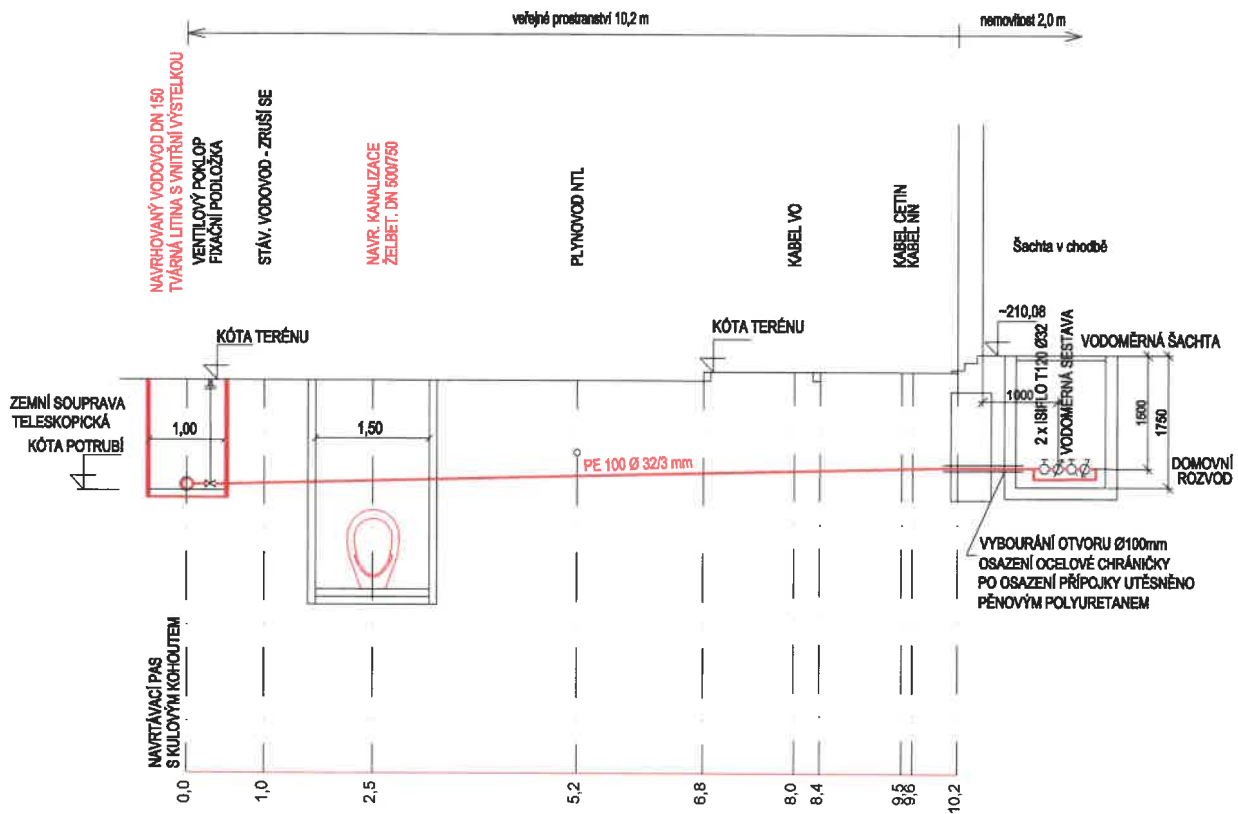 veřejné prostranství 10,2 m
nemovitost 2,0 m
NAVRHOVANÝ VODOVOD DN 150
TVÁRNÁ LITINA S VNITŘNÍ VÝSTELKOU
VENTILOVÝ POKLOP
FIXAČNÍ PODLOŽKA
STÁV. VODOVOD - ZRUŠÍ SE
NAVR. KANALIZACE
ŽELBET. DN 500/750
PLYNOVOD NTL
KABEL VO
KABEL CETIN
KABEL NN
Šachta v chodbě
KÓTA TERÉNU
KÓTA TERÉNU
~210,08
VODOMĚRNÁ ŠACHTA
ZEMNÍ SOUPRAVA
TELESKOPICKÁ
KÓTA POTRUBÍ
1,00
1,50
PE 100 Ø 32/3 mm
1000
2 x ISIFLO T120 Ø32
VODOMĚRNÁ SESTAVA
1500
1750
DOMOVNÍ
ROZVOD
VYBOURÁNÍ OTVORU Ø100mm
OSAZENÍ OCELOVÉ CHRÁNIČKY
PO OSAZENÍ PŘÍPOJKY UTĚSNĚNO
PĚNOVÝM POLYURETANEM
NAVRTÁVACÍ PAS
S KULOVÝM KOHOUTEM
0,0
1,0
2,5
5,2
6,8
8,0
8,4
9,5
9,6
10,2